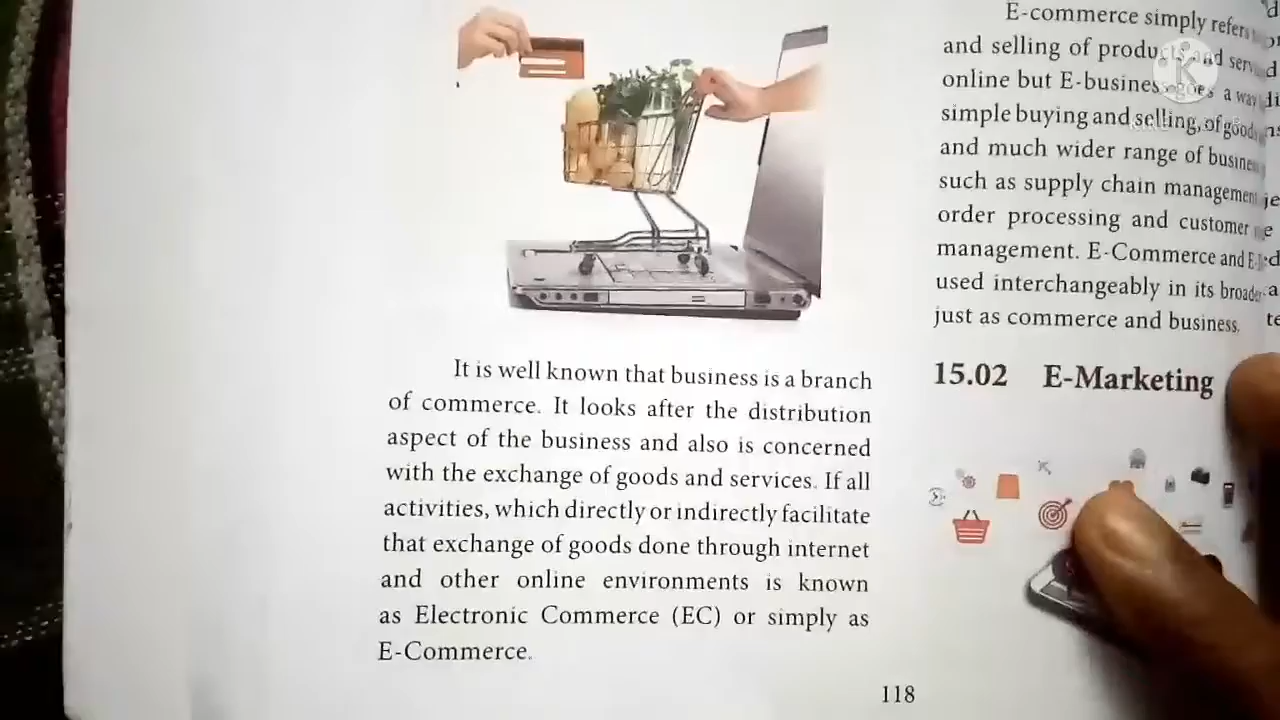 It is well known that business is a branch
of commerce. It looks after the distribution
aspect of the business and also is concerned
with the exchange of goods and services. If all
activities, which directly or indirectly facilitate
that exchange of goods done through internet
and other online environments is known
as Electronic Commerce (EC) or simply as
E-Commerce.
118
E-commerce simply refers
and selling of products and
online but E-business goes a way
simple buying and selling, of
and much wider range of
such as supply chain management
order processing and customer
management. E-Commerce and
used interchangeably in its
just as commerce and business.
15.02 E-Marketing